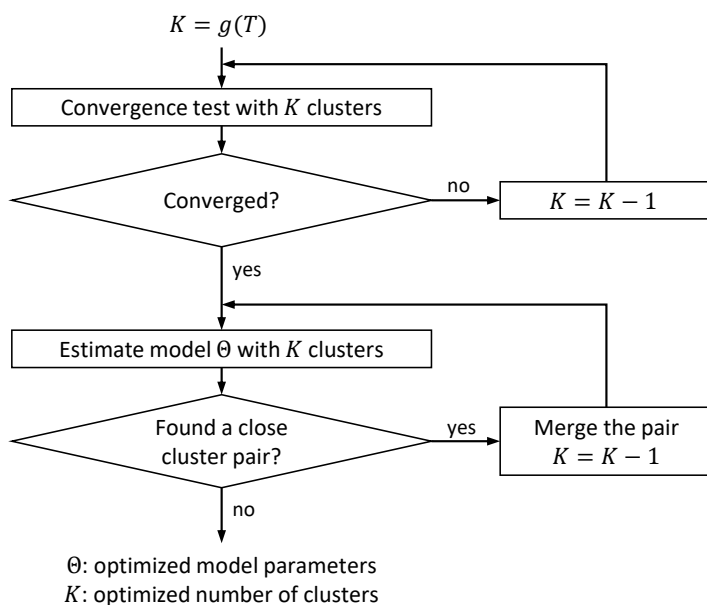 K = g(T)
Convergence test with K clusters
Converged?
no
K = K − 1
yes
Estimate model Θ with K clusters
Found a close
cluster pair?
yes
Merge the pair
K = K − 1
no
Θ: optimized model parameters
K: optimized number of clusters